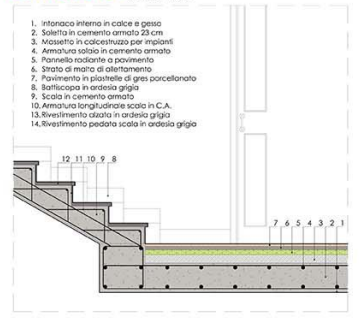 1. Intonaco interno in calce e gesso
2. Soletta in cemento armato 23 cm
3. Massetto in calcestruzzo per impianti
4. Armatura solaio in cemento armato
5. Pannello radiante a pavimento
6. Strato di malta di allettamento
7. Pavimento in piastrelle di gres porcellanato
8. Battiscopa in ardesia grigia
9. Scala in cemento armato
10. Armatura longitudinale scala in C.A.
13. Rivestimento alzata in ardesia grigia
14. Rivestimento pedata scala in ardesia grigia
12 11 10 9 8
7 6 5 4 3 2 1